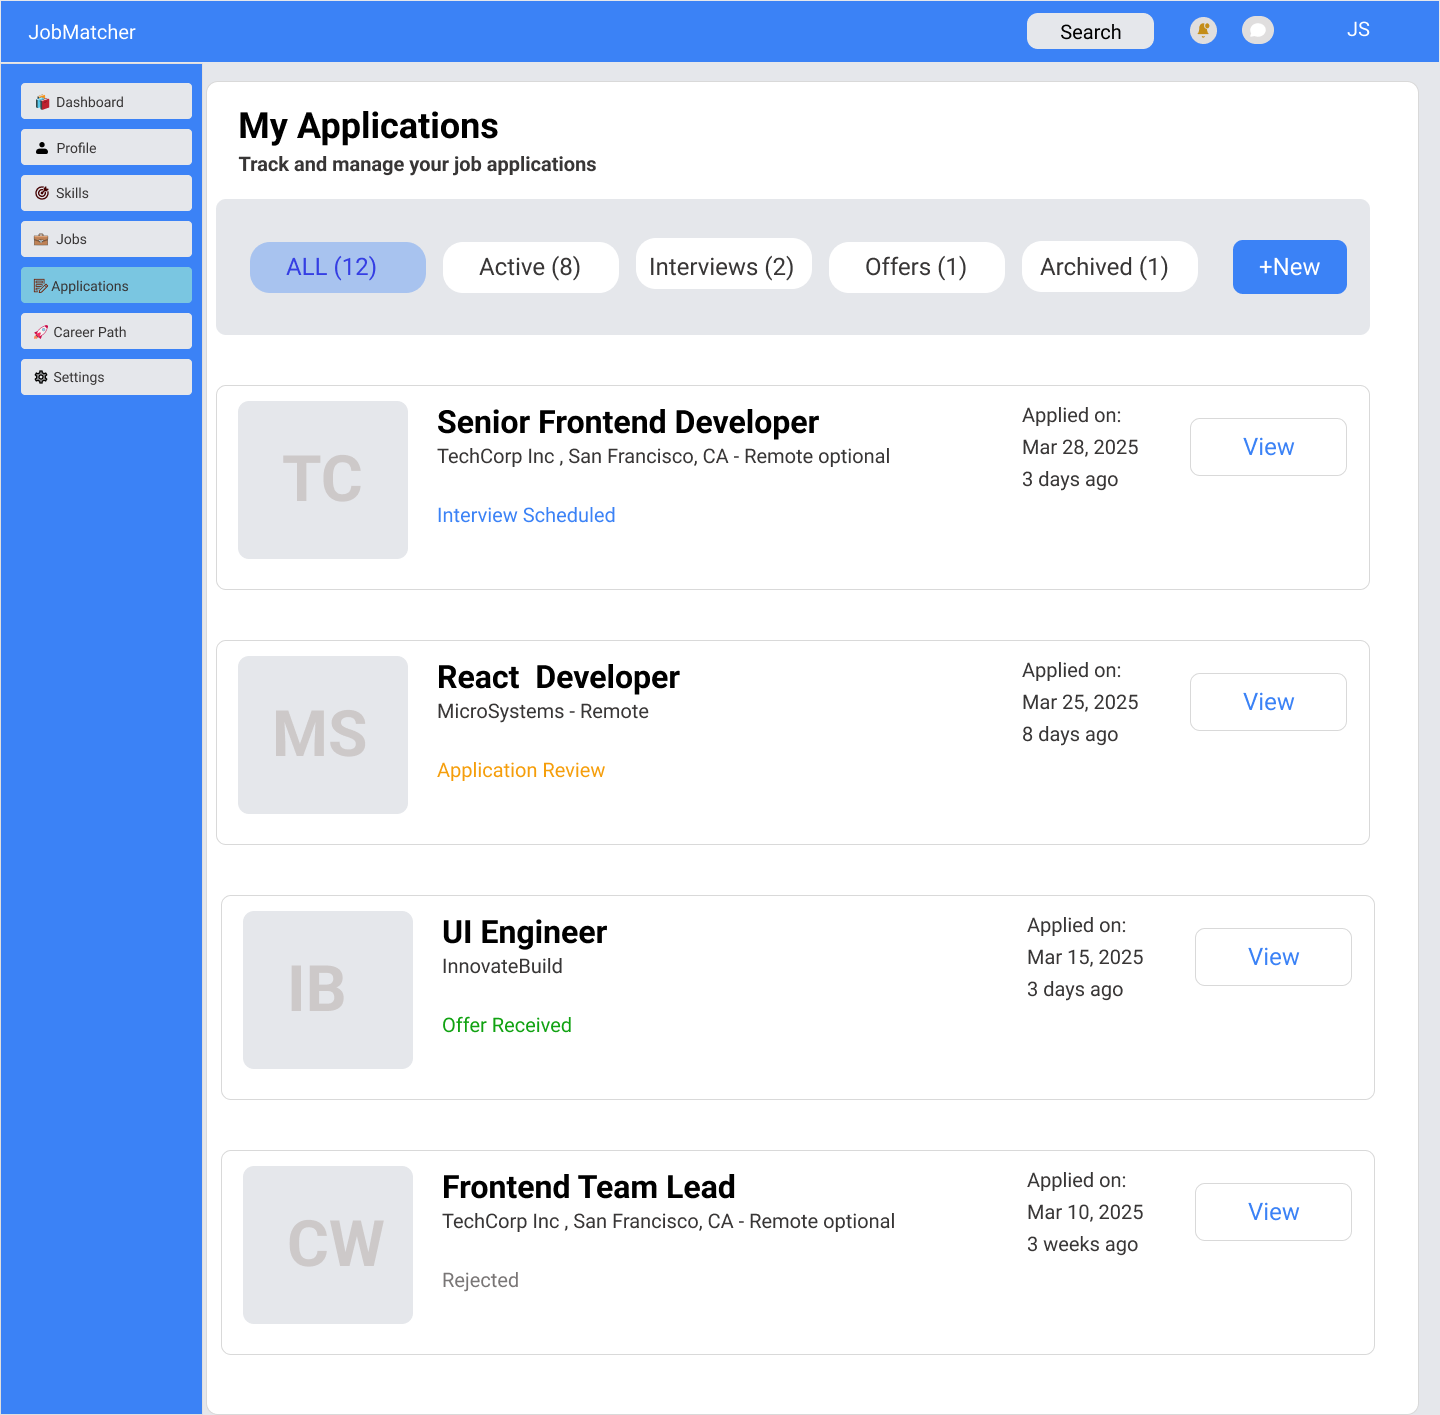 JobMatcher
Search
JS
Dashboard
Profile
Skills
Jobs
Applications
Career Path
Settings
My Applications
Track and manage your job applications
ALL (12)
Active (8)
Interviews (2)
Offers (1)
Archived (1)
+New
TC
Senior Frontend Developer
TechCorp Inc , San Francisco, CA - Remote optional
Interview Scheduled
Applied on:
Mar 28, 2025
3 days ago
View
MS
React  Developer
MicroSystems - Remote
Application Review
Applied on:
Mar 25, 2025
8 days ago
View
IB
UI Engineer
InnovateBuild
Offer Received
Applied on:
Mar 15, 2025
3 days ago
View
CW
Frontend Team Lead
TechCorp Inc , San Francisco, CA - Remote optional
Rejected
Applied on:
Mar 10, 2025
3 weeks ago
View